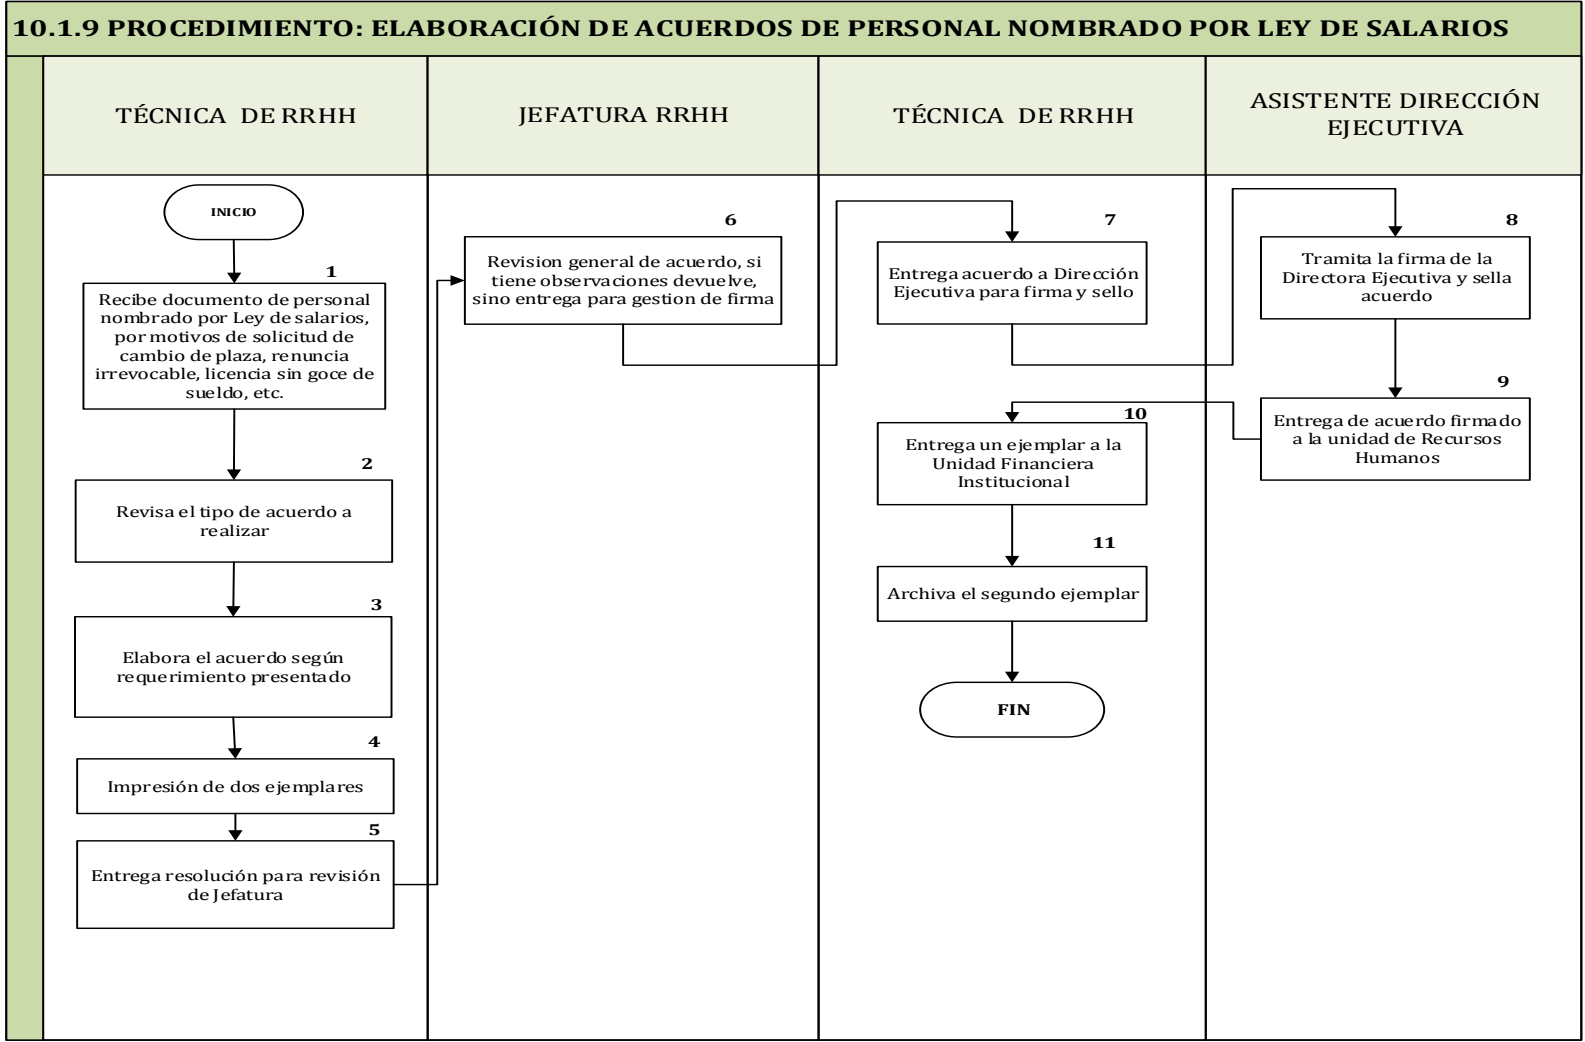 10.1.9 PROCEDIMIENTO: ELABORACIÓN DE ACUERDOS DE PERSONAL NOMBRADO POR LEY DE SALARIOS
TÉCNICA DE RRHH
JEFATURA RRHH
TÉCNICA DE RRHH
ASISTENTE DIRECCIÓN
EJECUTIVA
INICIO
1
Recibe documento de personal
nombrado por Ley de salarios,
por motivos de solicitud de
cambio de plaza, renuncia
irrevocable, licencia sin goce de
sueldo, etc.
2
Revisa el tipo de acuerdo a
realizar
3
Elabora el acuerdo según
requerimiento presentado
4
Impresión de dos ejemplares
5
Entrega resolución para revisión
de Jefatura
6
Revision general de acuerdo, si
tiene observaciones devuelve,
sino entrega para gestion de firma
7
Entrega acuerdo a Dirección
Ejecutiva para firma y sello
8
Tramita la firma de la
Directora Ejecutiva y sella
acuerdo
9
Entrega de acuerdo firmado
a la unidad de Recursos
Humanos
10
Entrega un ejemplar a la
Unidad Financiera
Institucional
11
Archiva el segundo ejemplar
FIN